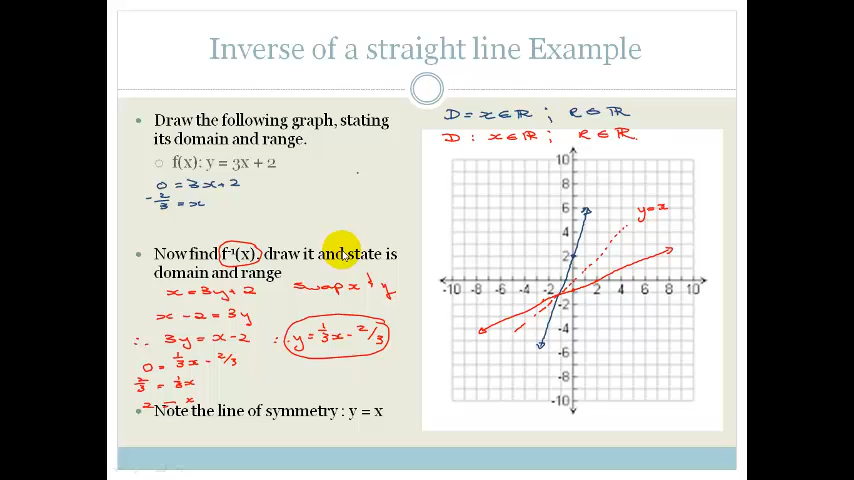 Inverse of a straight line Example
• Draw the following graph, stating
its domain and range.
○ f(x): y = 3x + 2
0 = 3x + 2
-2/3 = x
• Now find f⁻¹(x), draw it and state is
domain and range
x = 3y + 2 swap x & y
x - 2 = 3y
∴ 3y = x - 2 ∴ y = 1/3x - 2/3
0 = 1/3x - 2/3
2/3 = 1/3x
2 = x
• Note the line of symmetry : y = x
D = x ∈ ℝ ; R ∈ ℝ
D : x ∈ ℝ ; R ∈ ℝ
10
8
6
4
2
y = x
-10 -8 -6 -4 -2 2 4 6 8 10
-2
-4
-6
-8
-10